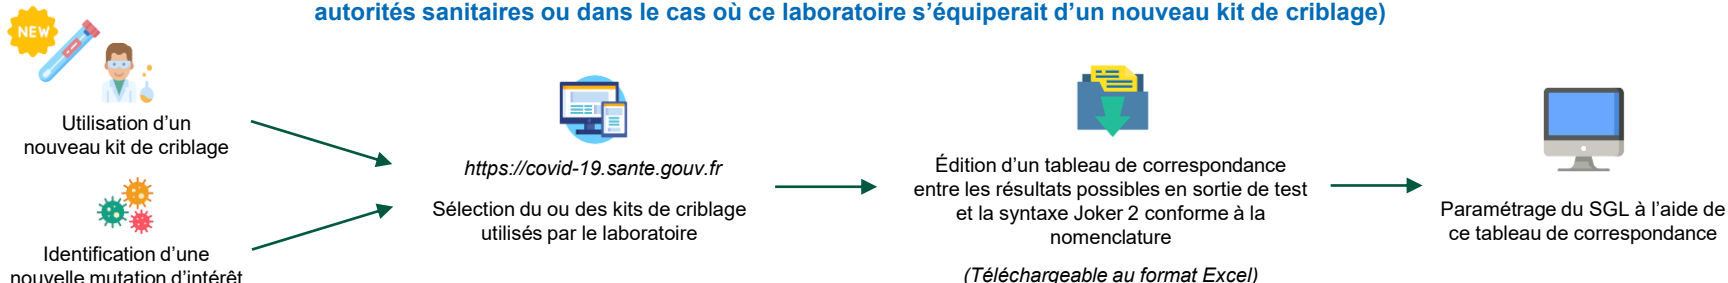 autorités sanitaires ou dans le cas où ce laboratoire s’équiperait d’un nouveau kit de criblage)
NEW
Utilisation d’un
nouveau kit de criblage
Identification d’une
nouvelle mutation d’intérêt
https://covid-19.sante.gouv.fr
Sélection du ou des kits de criblage
utilisés par le laboratoire
Édition d’un tableau de correspondance
entre les résultats possibles en sortie de test
et la syntaxe Joker 2 conforme à la
nomenclature
(Téléchargeable au format Excel)
Paramétrage du SGL à l’aide de
ce tableau de correspondance